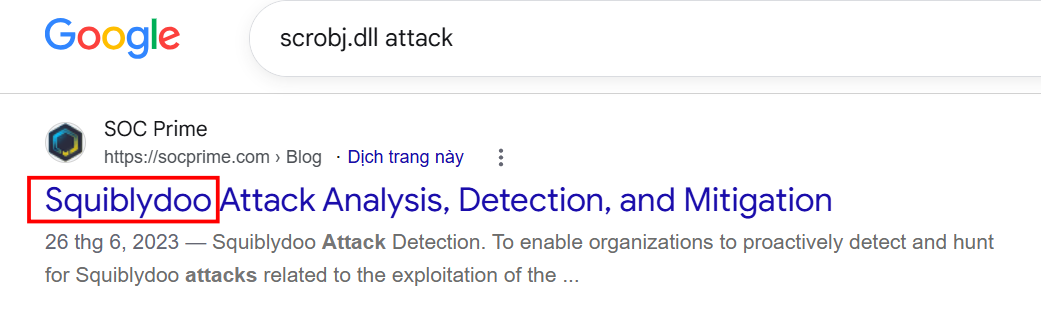 Google
scrobj.dll attack
SOC Prime
https://socprime.com › Blog · Dịch trang này
Squiblydoo Attack Analysis, Detection, and Mitigation
26 thg 6, 2023 — Squiblydoo Attack Detection. To enable organizations to proactively detect and hunt
for Squiblydoo attacks related to the exploitation of the ...